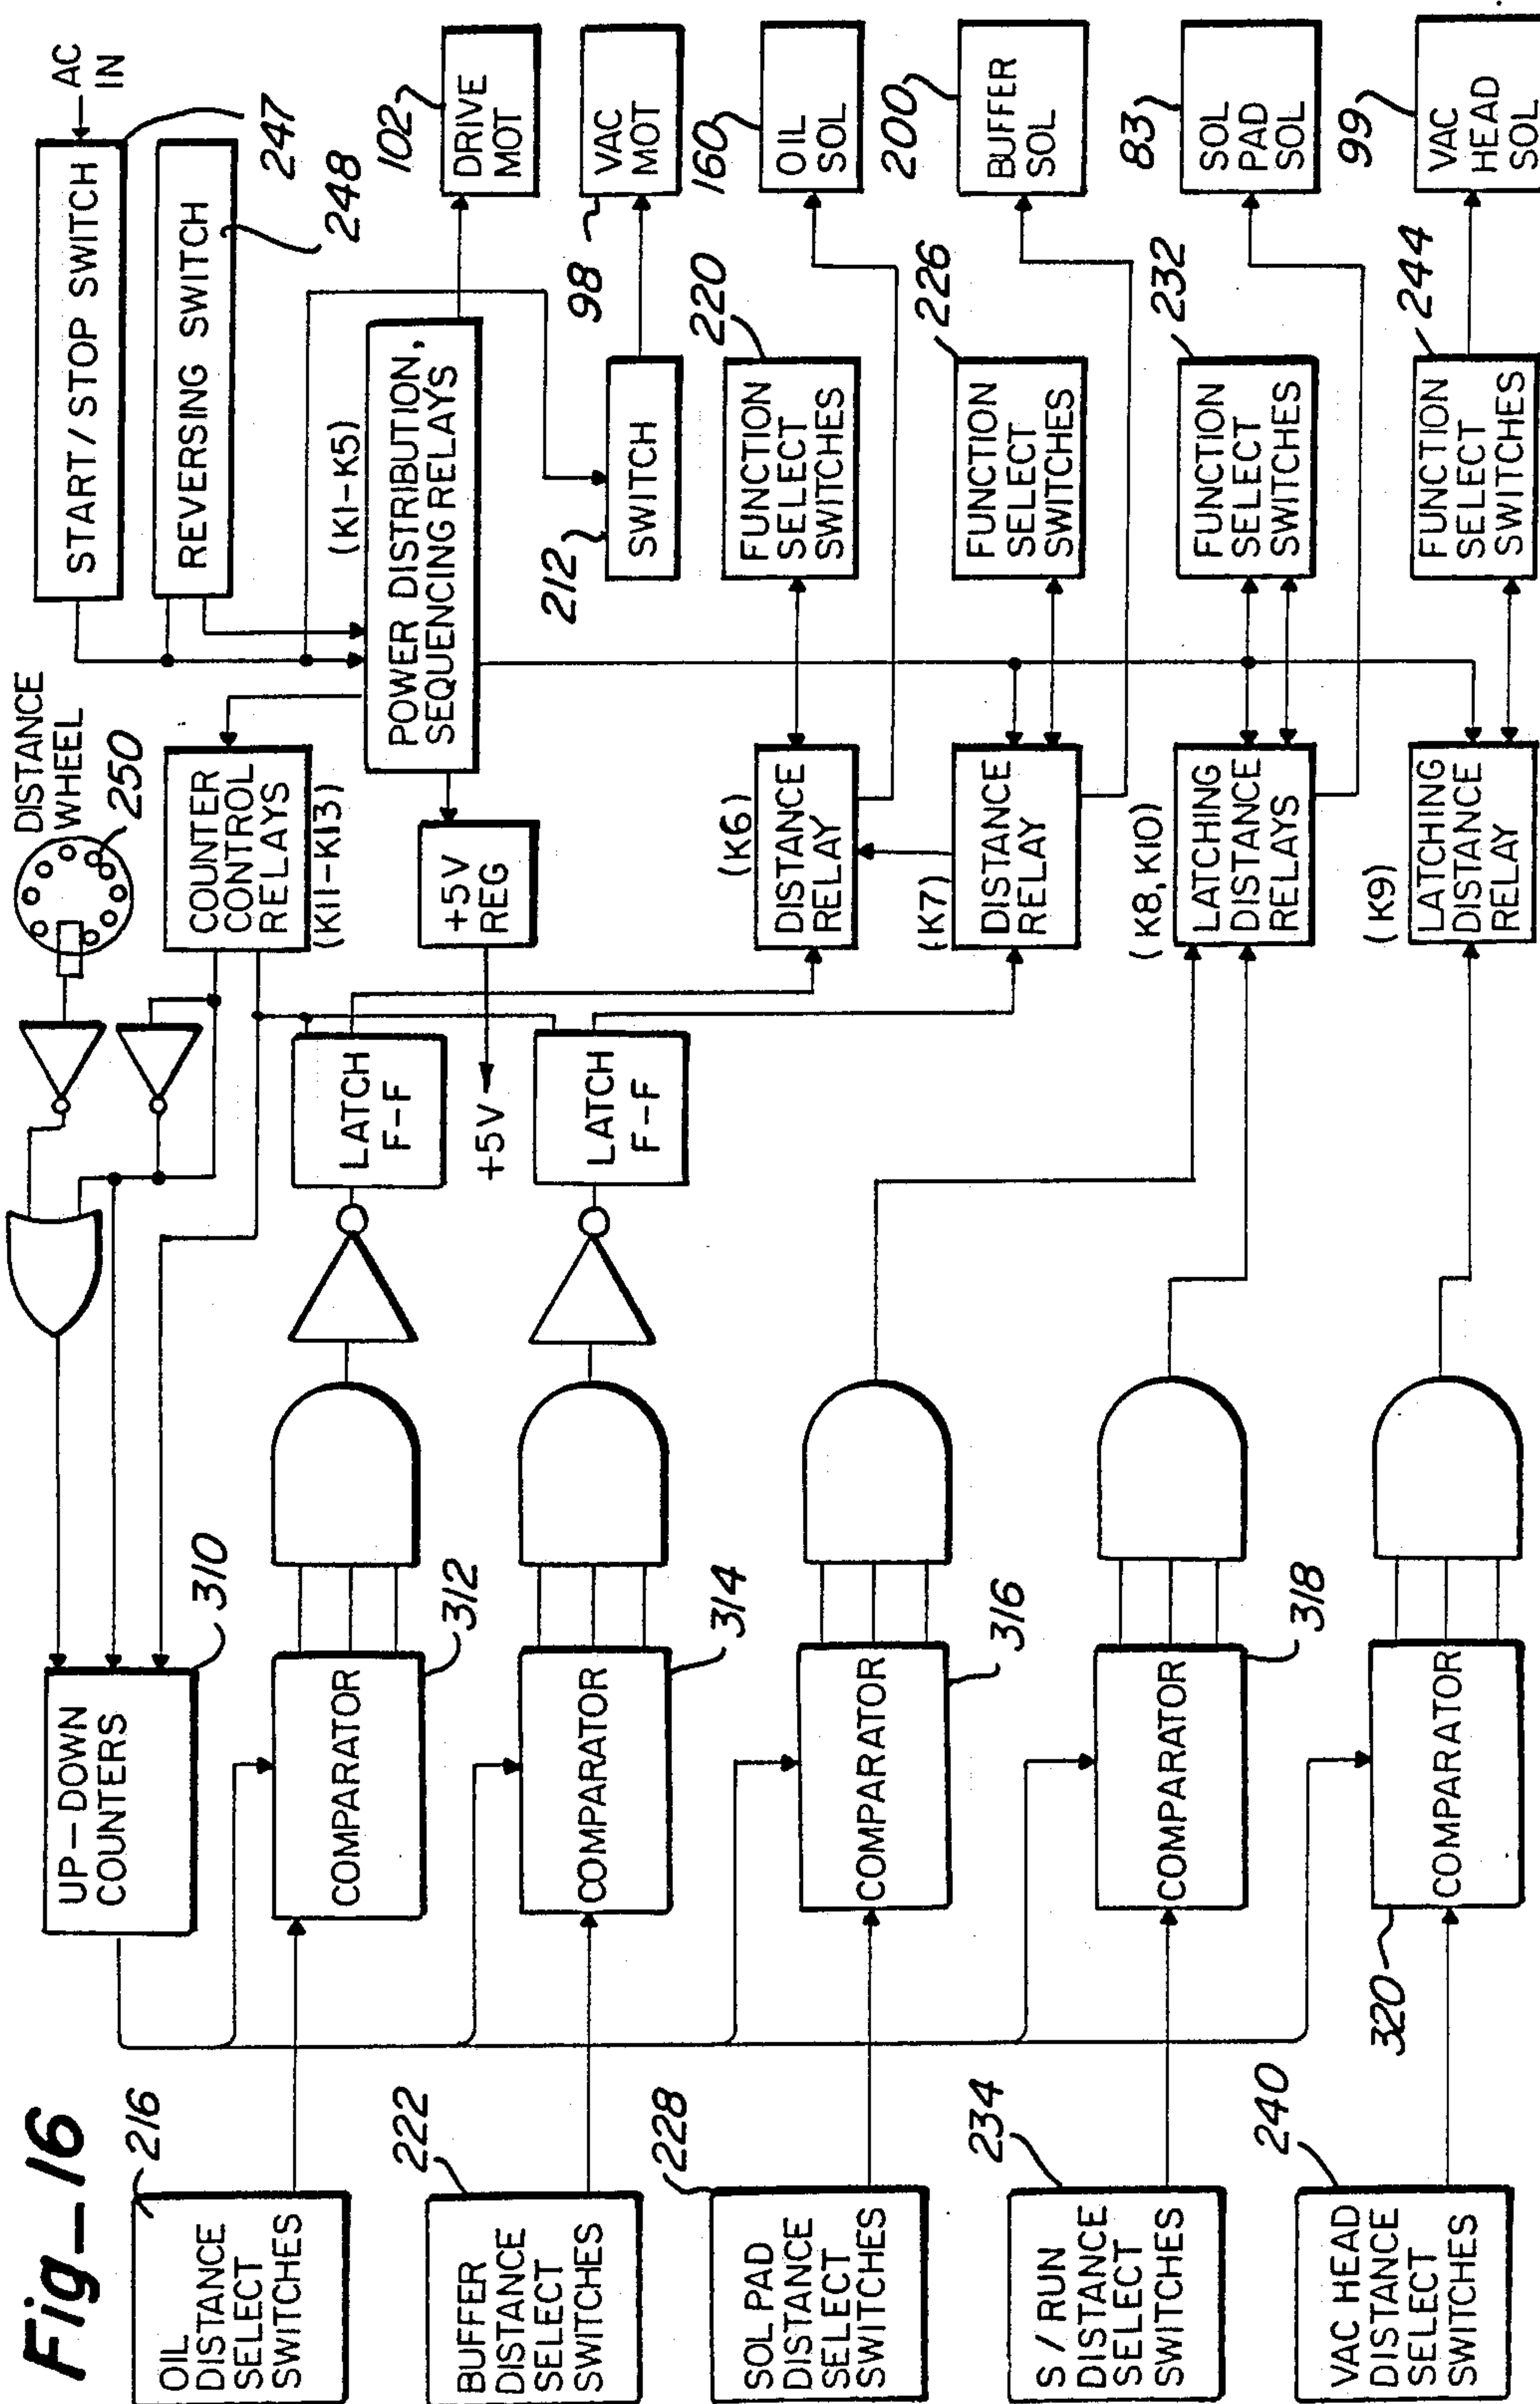 Fig_16
216
OIL
DISTANCE
SELECT
SWITCHES
222
BUFFER
DISTANCE
SELECT
SWITCHES
228
SOL PAD
DISTANCE
SELECT
SWITCHES
234
S / RUN
DISTANCE
SELECT
SWITCHES
240
VAC HEAD
DISTANCE
SELECT
SWITCHES
UP-DOWN
COUNTERS
310
COMPARATOR
312
COMPARATOR
314
COMPARATOR
316
COMPARATOR
318
COMPARATOR
320
LATCH
F-F
+5V
LATCH
F-F
DISTANCE
WHEEL
250
COUNTER
CONTROL
RELAYS
(K11-K13)
+5V
REG
(K6)
DISTANCE
RELAY
(K7)
DISTANCE
RELAY
(K8, K10)
LATCHING
DISTANCE
RELAYS
(K9)
LATCHING
DISTANCE
RELAY
START/STOP SWITCH
AC
IN
247
REVERSING SWITCH
248
(K1-K5)
POWER DISTRIBUTION,
SEQUENCING RELAYS
212
SWITCH
220
FUNCTION
SELECT
SWITCHES
226
FUNCTION
SELECT
SWITCHES
232
FUNCTION
SELECT
SWITCHES
244
FUNCTION
SELECT
SWITCHES
102
DRIVE
MOT
98
VAC
MOT
160
OIL
SOL
200
BUFFER
SOL
83
SOL
PAD
SOL
99
VAC
HEAD
SOL